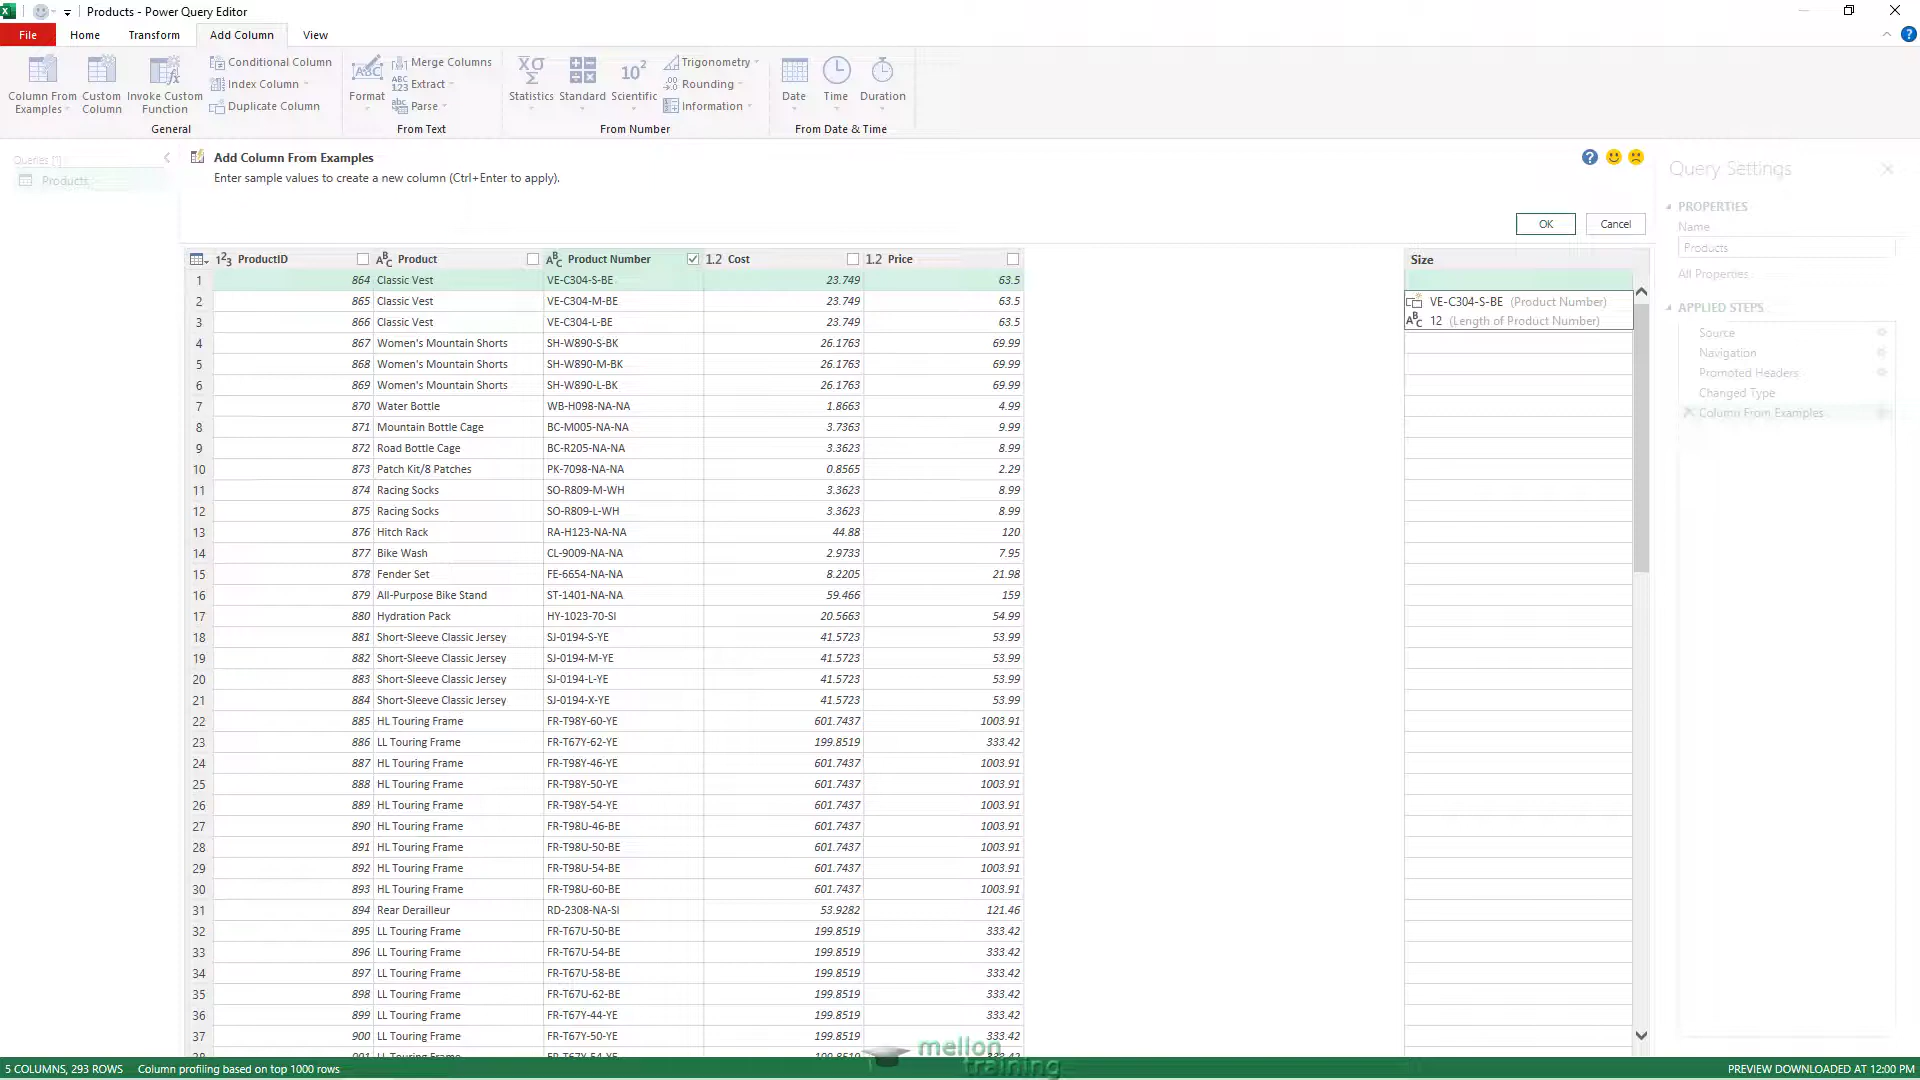 Products - Power Query Editor
File Home Transform Add Column View
Column From Examples
Custom Column
Invoke Custom Function
Conditional Column
Index Column
Duplicate Column
General
Format
Merge Columns
Extract
Parse
From Text
Statistics
Standard
Scientific
Trigonometry
Rounding
Information
From Number
Date
Time
Duration
From Date & Time
Queries [1]
Products
Add Column From Examples
Enter sample values to create a new column (Ctrl+Enter to apply).
OK Cancel
ProductID Product Product Number 1.2 Cost 1.2 Price
1 864 Classic Vest VE-C304-S-BE 23.749 63.5
2 865 Classic Vest VE-C304-M-BE 23.749 63.5
3 866 Classic Vest VE-C304-L-BE 23.749 63.5
4 867 Women's Mountain Shorts SH-W890-S-BK 26.1763 69.99
5 868 Women's Mountain Shorts SH-W890-M-BK 26.1763 69.99
6 869 Women's Mountain Shorts SH-W890-L-BK 26.1763 69.99
7 870 Water Bottle WB-H098-NA-NA 1.8663 4.99
8 871 Mountain Bottle Cage BC-M005-NA-NA 3.7363 9.99
9 872 Road Bottle Cage BC-R205-NA-NA 3.3623 8.99
10 873 Patch Kit/8 Patches PK-7098-NA-NA 0.8565 2.29
11 874 Racing Socks SO-R809-M-WH 3.3623 8.99
12 875 Racing Socks SO-R809-L-WH 3.3623 8.99
13 876 Hitch Rack RA-H123-NA-NA 44.88 120
14 877 Bike Wash CL-9009-NA-NA 2.9733 7.95
15 878 Fender Set FE-6654-NA-NA 8.2205 21.98
16 879 All-Purpose Bike Stand ST-1401-NA-NA 59.466 159
17 880 Hydration Pack HY-1023-70-SI 20.5663 54.99
18 881 Short-Sleeve Classic Jersey SJ-0194-S-YE 41.5723 53.99
19 882 Short-Sleeve Classic Jersey SJ-0194-M-YE 41.5723 53.99
20 883 Short-Sleeve Classic Jersey SJ-0194-L-YE 41.5723 53.99
21 884 Short-Sleeve Classic Jersey SJ-0194-X-YE 41.5723 53.99
22 885 HL Touring Frame FR-T98Y-60-YE 601.7437 1003.91
23 886 LL Touring Frame FR-T67Y-62-YE 199.8519 333.42
24 887 HL Touring Frame FR-T98Y-46-YE 601.7437 1003.91
25 888 HL Touring Frame FR-T98Y-50-YE 601.7437 1003.91
26 889 HL Touring Frame FR-T98Y-54-YE 601.7437 1003.91
27 890 HL Touring Frame FR-T98U-46-BE 601.7437 1003.91
28 891 HL Touring Frame FR-T98U-50-BE 601.7437 1003.91
29 892 HL Touring Frame FR-T98U-54-BE 601.7437 1003.91
30 893 HL Touring Frame FR-T98U-60-BE 601.7437 1003.91
31 894 Rear Derailleur RD-2308-NA-SI 53.9282 121.46
32 895 LL Touring Frame FR-T67U-50-BE 199.8519 333.42
33 896 LL Touring Frame FR-T67U-54-BE 199.8519 333.42
34 897 LL Touring Frame FR-T67U-58-BE 199.8519 333.42
35 898 LL Touring Frame FR-T67U-62-BE 199.8519 333.42
36 899 LL Touring Frame FR-T67Y-44-YE 199.8519 333.42
37 900 LL Touring Frame FR-T67Y-50-YE 199.8519 333.42
Size
VE-C304-S-BE (Product Number)
12 (Length of Product Number)
Query Settings
PROPERTIES
Name
Products
All Properties
APPLIED STEPS
Source
Navigation
Promoted Headers
Changed Type
Column From Examples
mellon
training
5 COLUMNS, 293 ROWS Column profiling based on top 1000 rows PREVIEW DOWNLOADED AT 12:00 PM